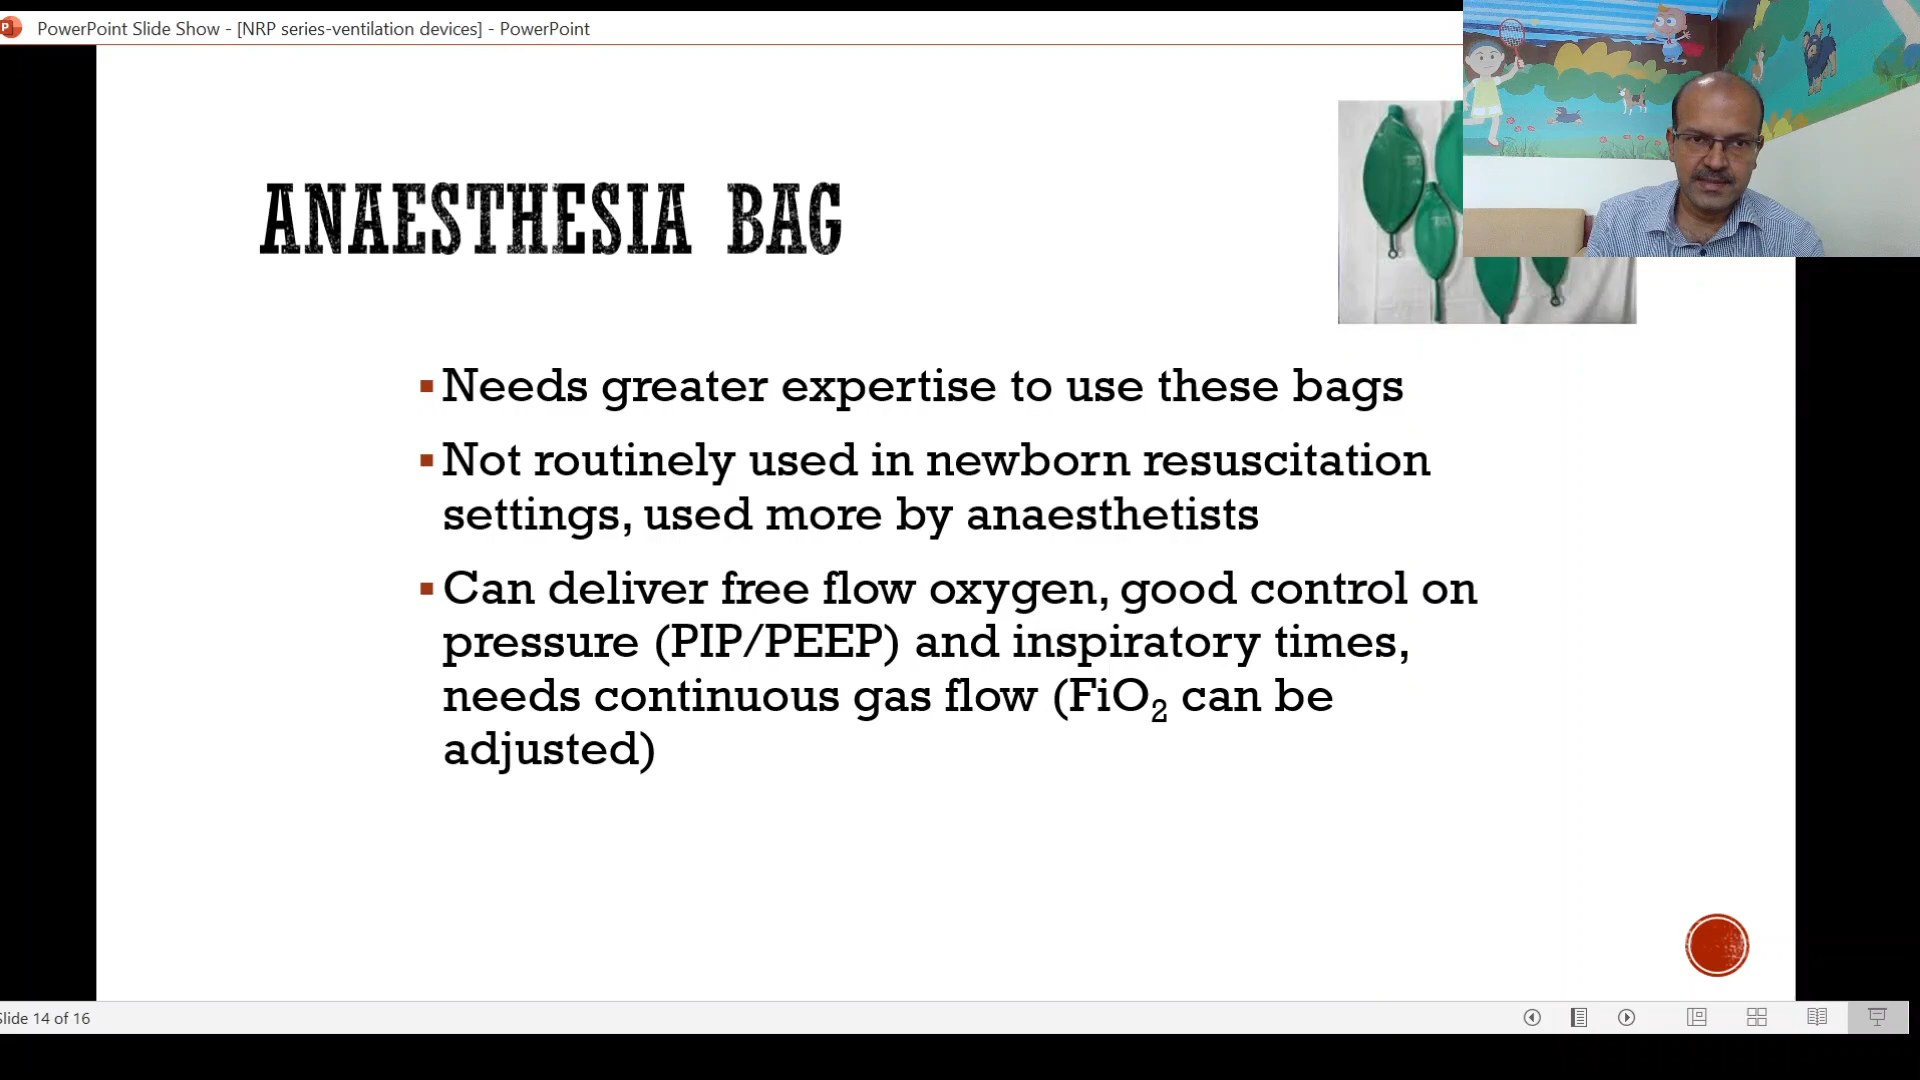 PowerPoint Slide Show - [NRP series-ventilation devices] - PowerPoint
ANAESTHESIA BAG
Needs greater expertise to use these bags
Not routinely used in newborn resuscitation
settings, used more by anaesthetists
Can deliver free flow oxygen, good control on
pressure (PIP/PEEP) and inspiratory times,
needs continuous gas flow (FiO₂ can be
adjusted)
Slide 14 of 16